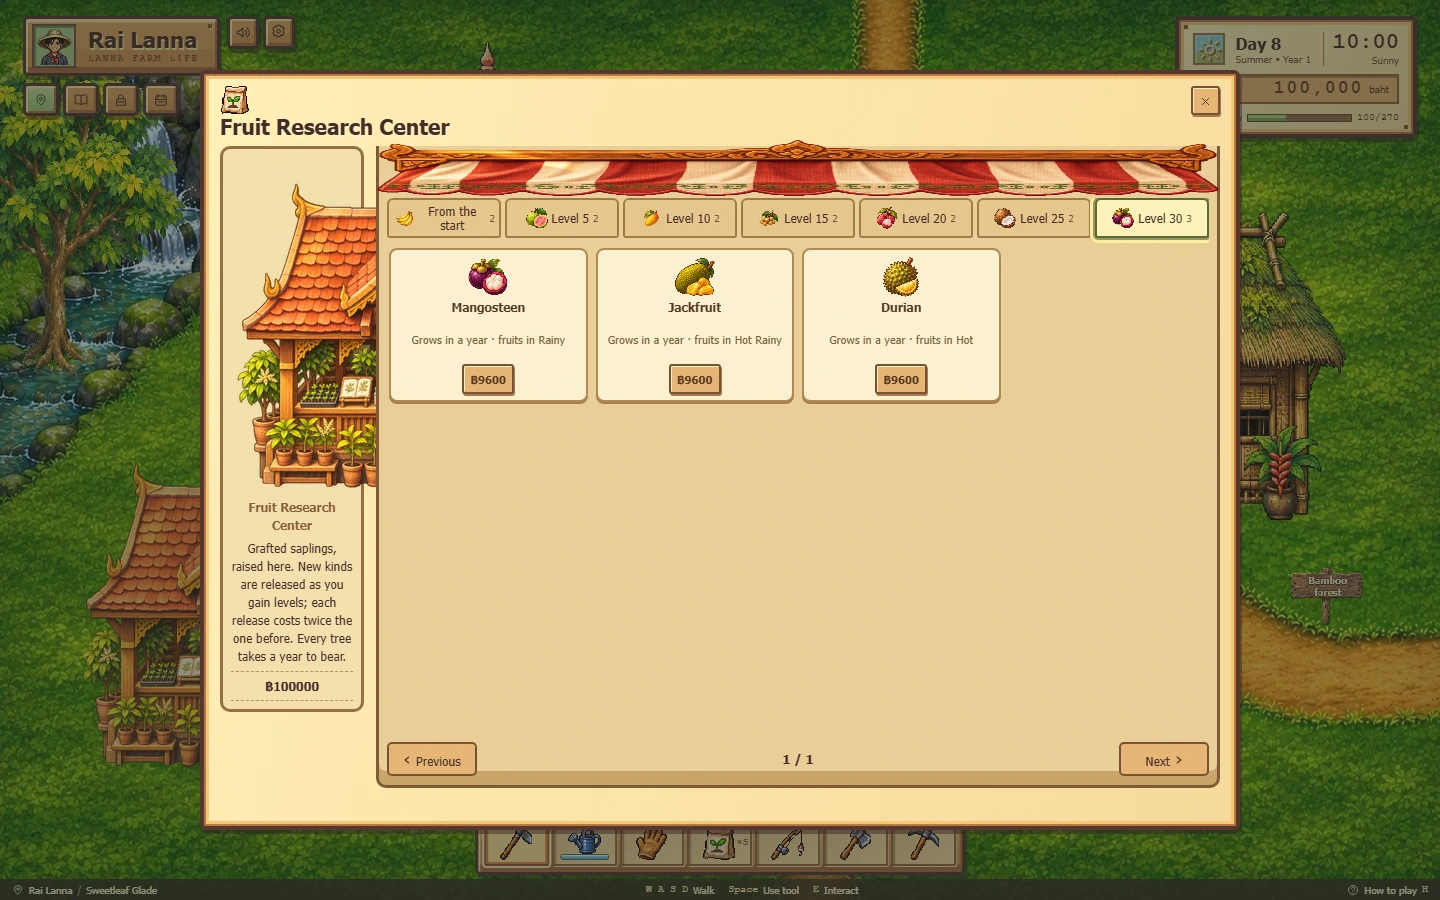 Rai Lanna
LANNA FARM LIFE
Day 8
Summer • Year 1
10:00
Sunny
100,000 baht
100/270
Fruit Research Center
From the
start
2
Level 5 2
Level 10 2
Level 15 2
Level 20 2
Level 25 2
Level 30 3
Mangosteen
Grows in a year · fruits in Rainy
฿9600
Jackfruit
Grows in a year · fruits in Hot Rainy
฿9600
Durian
Grows in a year · fruits in Hot
฿9600
Fruit Research
Center
Grafted saplings,
raised here. New kinds
are released as you
gain levels; each
release costs twice the
one before. Every tree
takes a year to bear.
฿100000
Previous
1 / 1
Next
Bamboo
forest
×5
Rai Lanna / Sweetleaf Glade
W A S D Walk Space Use tool E Interact
How to play H